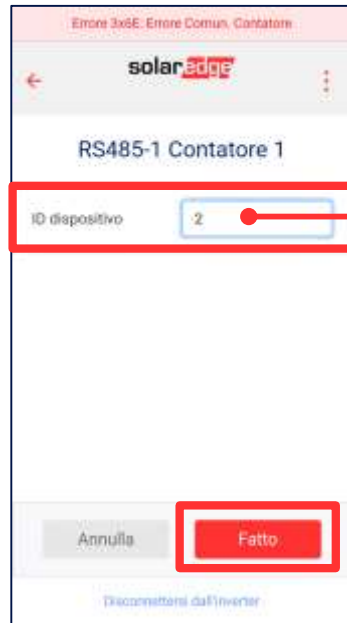 Errore 3x6E: Errore Comun. Contatore
solaredge
RS485-1 Contatore 1
ID dispositivo
2
Annulla
Fatto
Disconnettersi dall'inverter